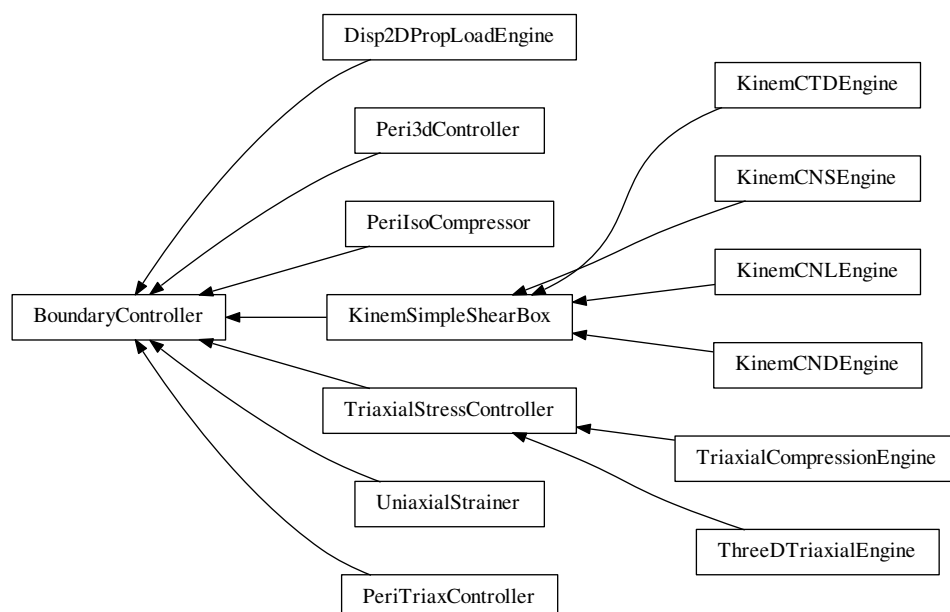 Disp2DPropLoadEngine
KinemCTDEngine
Peri3dController
KinemCNSEngine
PeriIsoCompressor
KinemCNLEngine
BoundaryController
KinemSimpleShearBox
KinemCNDEngine
TriaxialStressController
TriaxialCompressionEngine
UniaxialStrainer
ThreeDTriaxialEngine
PeriTriaxController